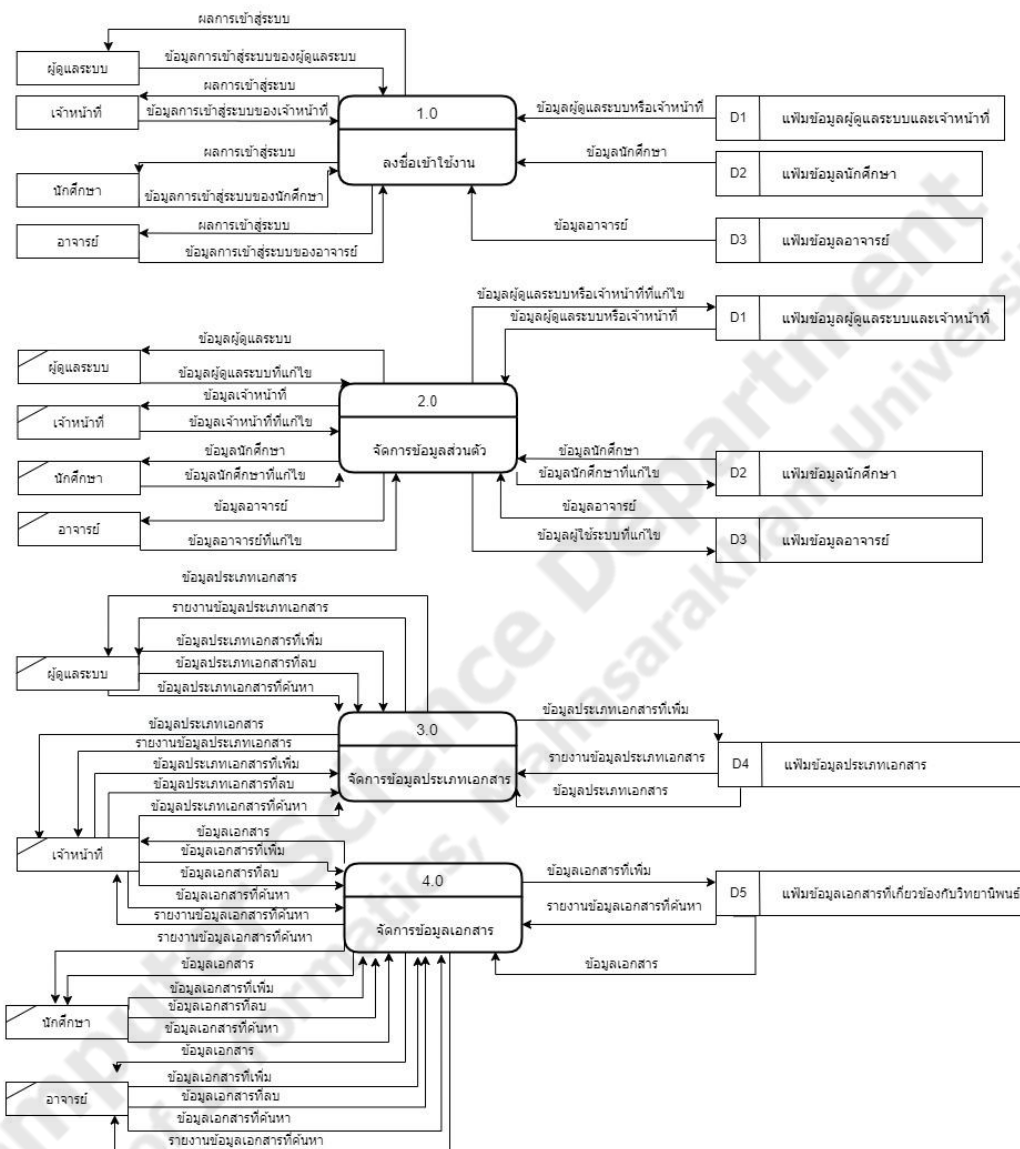 ผลการเข้าสู่ระบบ
ผู้ดูแลระบบ
ข้อมูลการเข้าสู่ระบบของผู้ดูแลระบบ
ผลการเข้าสู่ระบบ
เจ้าหน้าที่
ข้อมูลการเข้าสู่ระบบของเจ้าหน้าที่
1.0
ลงชื่อเข้าใช้งาน
ข้อมูลผู้ดูแลระบบหรือเจ้าหน้าที่
D1 แฟ้มข้อมูลผู้ดูแลระบบและเจ้าหน้าที่
ผลการเข้าสู่ระบบ
ข้อมูลนักศึกษา
D2 แฟ้มข้อมูลนักศึกษา
นักศึกษา
ข้อมูลการเข้าสู่ระบบของนักศึกษา
ผลการเข้าสู่ระบบ
อาจารย์
ข้อมูลการเข้าสู่ระบบของอาจารย์
ข้อมูลอาจารย์
D3 แฟ้มข้อมูลอาจารย์
ข้อมูลผู้ดูแลระบบหรือเจ้าหน้าที่ที่แก้ไข
ข้อมูลผู้ดูแลระบบหรือเจ้าหน้าที่
D1 แฟ้มข้อมูลผู้ดูแลระบบและเจ้าหน้าที่
ข้อมูลผู้ดูแลระบบ
ผู้ดูแลระบบ
ข้อมูลผู้ดูแลระบบที่แก้ไข
ข้อมูลเจ้าหน้าที่
เจ้าหน้าที่
ข้อมูลเจ้าหน้าที่ที่แก้ไข
2.0
จัดการข้อมูลส่วนตัว
ข้อมูลนักศึกษา
นักศึกษา
ข้อมูลนักศึกษาที่แก้ไข
ข้อมูลนักศึกษา
ข้อมูลนักศึกษาที่แก้ไข
D2 แฟ้มข้อมูลนักศึกษา
ข้อมูลอาจารย์
อาจารย์
ข้อมูลอาจารย์ที่แก้ไข
ข้อมูลอาจารย์
ข้อมูลผู้ใช้ระบบที่แก้ไข
D3 แฟ้มข้อมูลอาจารย์
ข้อมูลประเภทเอกสาร
รายงานข้อมูลประเภทเอกสาร
ข้อมูลประเภทเอกสารที่เพิ่ม
ผู้ดูแลระบบ
ข้อมูลประเภทเอกสารที่ลบ
ข้อมูลประเภทเอกสารที่ค้นหา
ข้อมูลประเภทเอกสาร
รายงานข้อมูลประเภทเอกสาร
ข้อมูลประเภทเอกสารที่เพิ่ม
ข้อมูลประเภทเอกสารที่ลบ
ข้อมูลประเภทเอกสารที่ค้นหา
3.0
จัดการข้อมูลประเภทเอกสาร
ข้อมูลประเภทเอกสารที่เพิ่ม
รายงานข้อมูลประเภทเอกสาร
ข้อมูลประเภทเอกสาร
D4 แฟ้มข้อมูลประเภทเอกสาร
เจ้าหน้าที่
ข้อมูลเอกสาร
ข้อมูลเอกสารที่เพิ่ม
ข้อมูลเอกสารที่ลบ
ข้อมูลเอกสารที่ค้นหา
รายงานข้อมูลเอกสารที่ค้นหา
4.0
จัดการข้อมูลเอกสาร
ข้อมูลเอกสารที่เพิ่ม
รายงานข้อมูลเอกสารที่ค้นหา
ข้อมูลเอกสาร
D5 แฟ้มข้อมูลเอกสารที่เกี่ยวข้องกับวิทยานิพนธ์
รายงานข้อมูลเอกสารที่ค้นหา
ข้อมูลเอกสาร
ข้อมูลเอกสารที่เพิ่ม
นักศึกษา
ข้อมูลเอกสารที่ลบ
ข้อมูลเอกสารที่ค้นหา
ข้อมูลเอกสาร
ข้อมูลเอกสารที่เพิ่ม
อาจารย์
ข้อมูลเอกสารที่ลบ
ข้อมูลเอกสารที่ค้นหา
รายงานข้อมูลเอกสารที่ค้นหา
Computer Science Department
of Informatics, Mahasarakham University